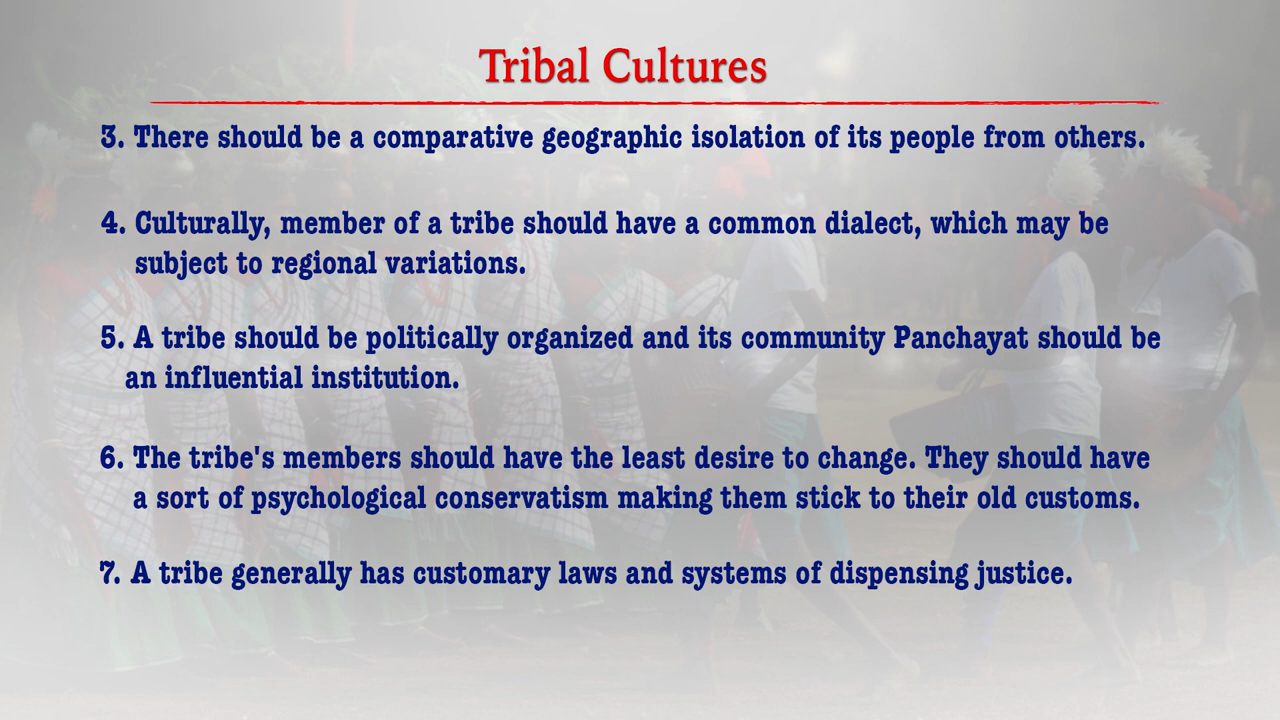 Tribal Cultures
3. There should be a comparative geographic isolation of its people from others.
4. Culturally, member of a tribe should have a common dialect, which may be
subject to regional variations.
5. A tribe should be politically organized and its community Panchayat should be
an influential institution.
6. The tribe's members should have the least desire to change. They should have
a sort of psychological conservatism making them stick to their old customs.
7. A tribe generally has customary laws and systems of dispensing justice.